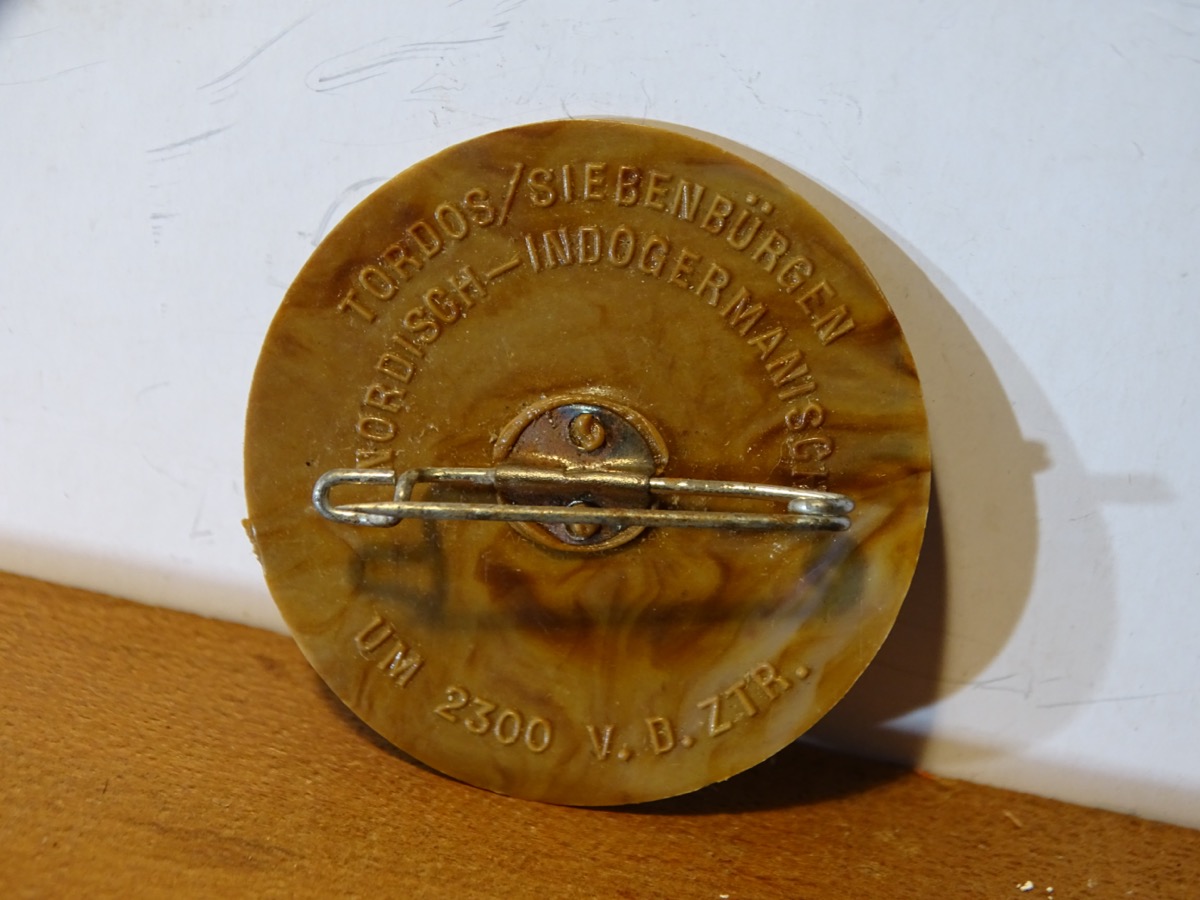 TORDOS/SIEBENBÜRGEN
NORDISCH-INDOGERMANISCH
UM 2300 V. D. ZTR.